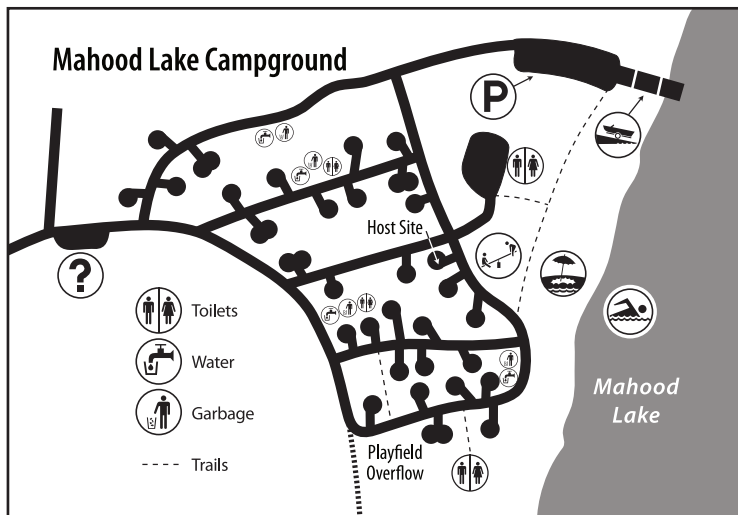 Mahood Lake Campground
P
Host Site
?
Toilets
Water
Garbage
Trails
Playfield
Overflow
Mahood
Lake